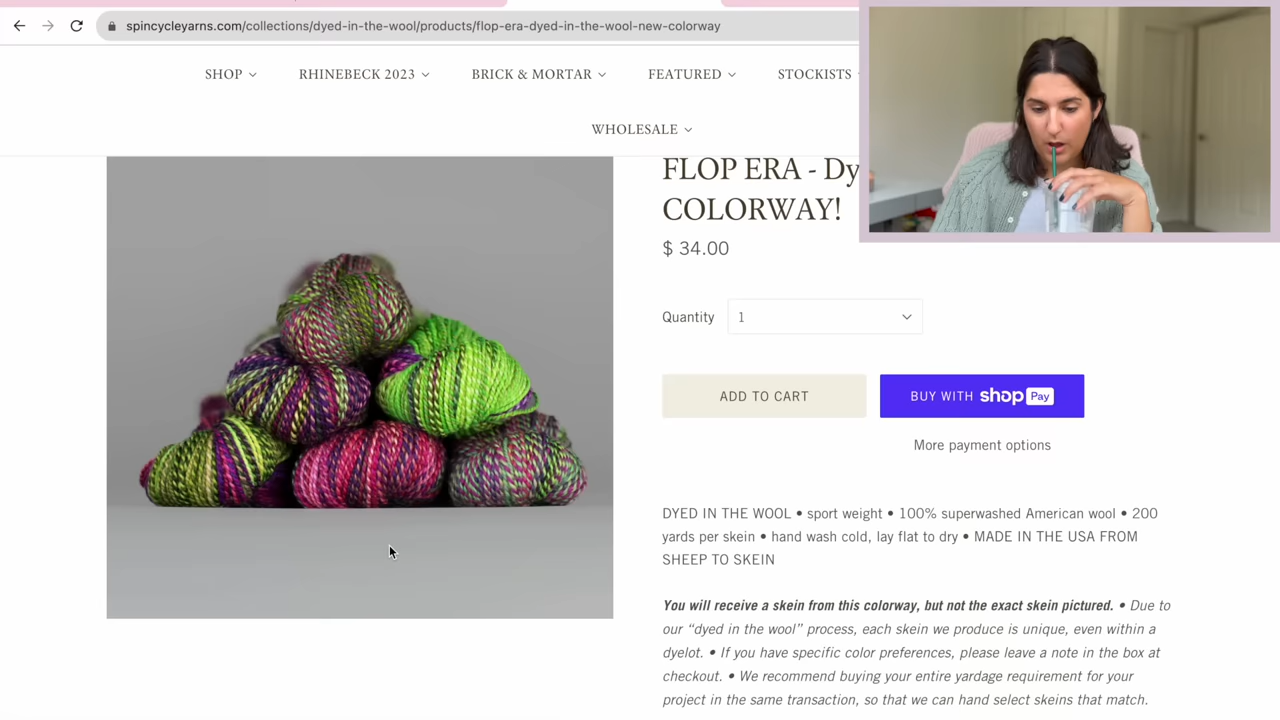 spincycleyarns.com/collections/dyed-in-the-wool/products/flop-era-dyed-in-the-wool-new-colorway
SHOP
RHINEBECK 2023
BRICK & MORTAR
FEATURED
STOCKISTS
WHOLESALE
FLOP ERA - Dye
COLORWAY!
$ 34.00
Quantity
1
ADD TO CART
BUY WITH shop Pay
More payment options
DYED IN THE WOOL • sport weight • 100% superwashed American wool • 200
yards per skein • hand wash cold, lay flat to dry • MADE IN THE USA FROM
SHEEP TO SKEIN
You will receive a skein from this colorway, but not the exact skein pictured. • Due to
our “dyed in the wool” process, each skein we produce is unique, even within a
dyelot. • If you have specific color preferences, please leave a note in the box at
checkout. • We recommend buying your entire yardage requirement for your
project in the same transaction, so that we can hand select skeins that match.